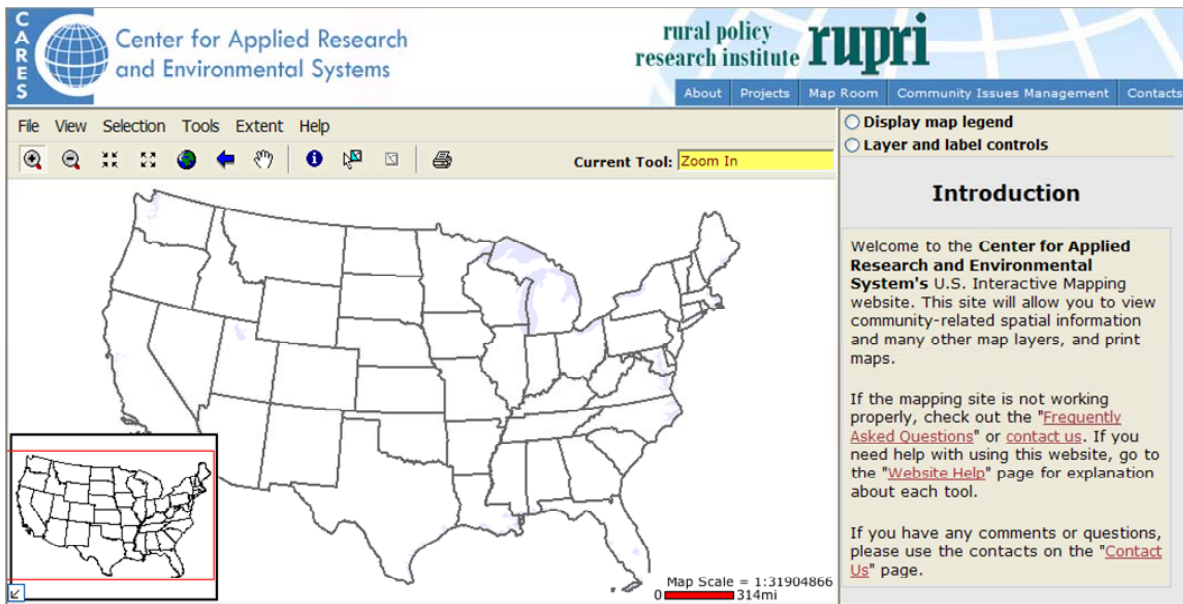 CARES
Center for Applied Research
and Environmental Systems
rural policy
research institute
rupri
About Projects Map Room Community Issues Management Contacts
File View Selection Tools Extent Help
Current Tool: Zoom In
Display map legend
Layer and label controls
Introduction
Welcome to the Center for Applied
Research and Environmental
System's U.S. Interactive Mapping
website. This site will allow you to view
community-related spatial information
and many other map layers, and print
maps.
If the mapping site is not working
properly, check out the "Frequently
Asked Questions" or contact us. If you
need help with using this website, go to
the "Website Help" page for explanation
about each tool.
If you have any comments or questions,
please use the contacts on the "Contact
Us" page.
Map Scale = 1:31904866
0 314mi